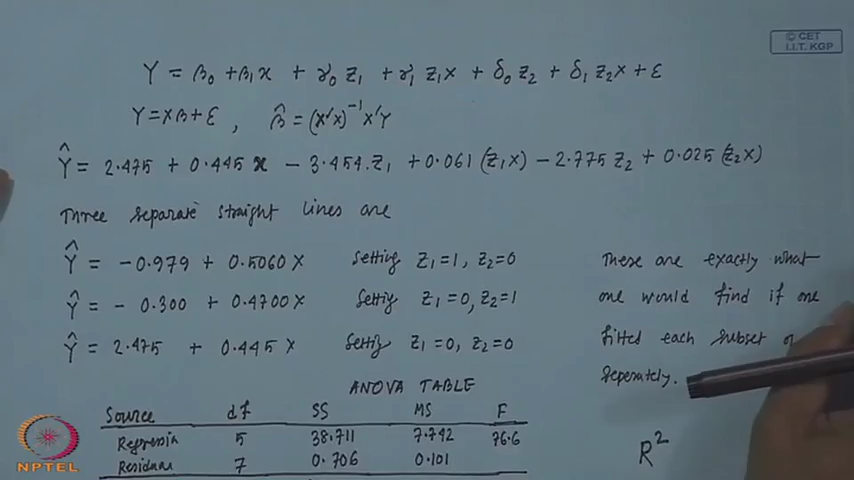 © CET
I.I.T. KGP
Y = β₀ + β₁x + γ₀ z₁ + γ₁ z₁x + δ₀ z₂ + δ₁ z₂x + ε
Y = Xβ + ε , β̂ = (X'X)⁻¹ X'Y
Ŷ = 2.475 + 0.445 x − 3.454 z₁ + 0.061 (z₁x) − 2.775 z₂ + 0.025 (z₂x)
Three separate straight lines are
Ŷ = -0.979 + 0.5060 X Setting z₁=1, z₂=0
Ŷ = - 0.300 + 0.4700 X Setting z₁=0, z₂=1
Ŷ = 2.475 + 0.445 X Setting z₁=0, z₂=0
These are exactly what
one would find if one
fitted each subset
seperately.
ANOVA TABLE
Source df SS MS F
Regression 5 38.711 7.742 76.6
Residual 7 0.706 0.101
R²
NPTEL